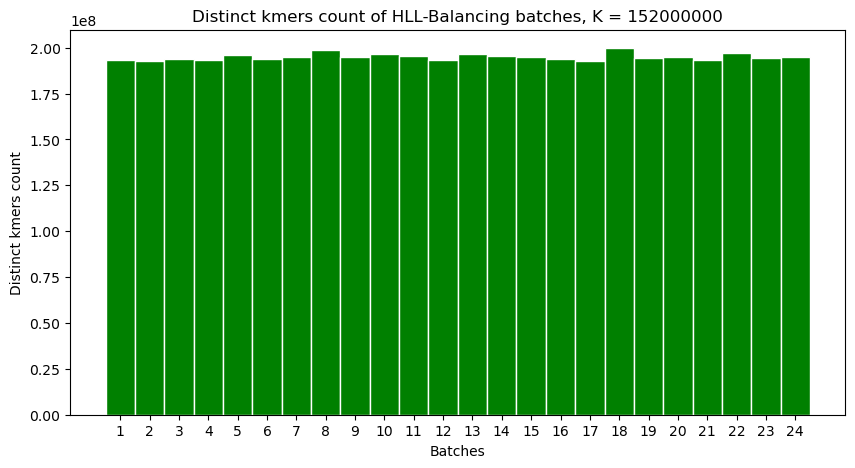 Distinct kmers count of HLL-Balancing batches, K = 152000000
1e8
2.00
1.75
1.50
1.25
1.00
0.75
0.50
0.25
0.00
Distinct kmers count
1 2 3 4 5 6 7 8 9 10 11 12 13 14 15 16 17 18 19 20 21 22 23 24
Batches